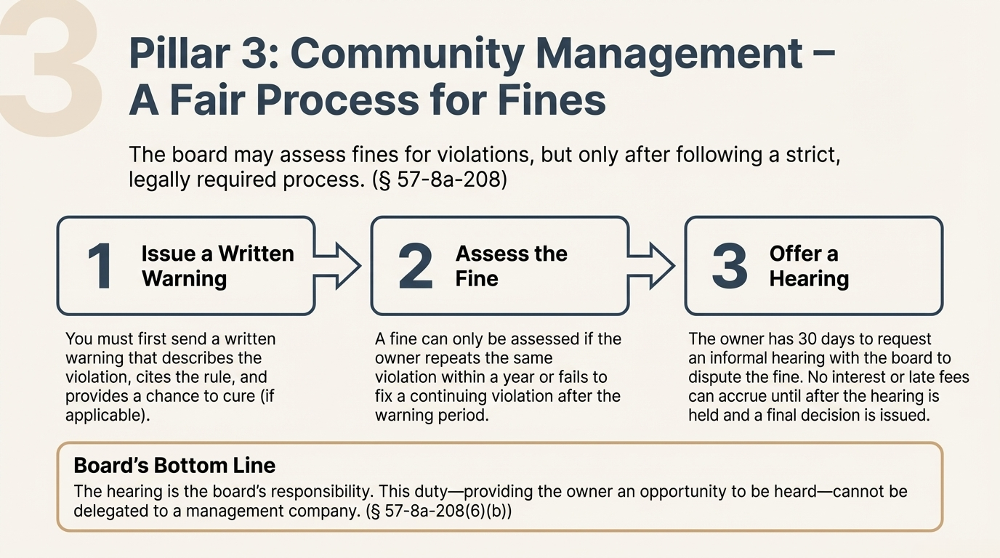 3
Pillar 3: Community Management –
A Fair Process for Fines
The board may assess fines for violations, but only after following a strict,
legally required process. (§ 57-8a-208)
1
Issue a Written
Warning
You must first send a written
warning that describes the
violation, cites the rule, and
provides a chance to cure (if
applicable).
2
Assess the
Fine
A fine can only be assessed if the
owner repeats the same
violation within a year or fails to
fix a continuing violation after the
warning period.
3
Offer a
Hearing
The owner has 30 days to request
an informal hearing with the board to
dispute the fine. No interest or late fees
can accrue until after the hearing is
held and a final decision is issued.
Board’s Bottom Line
The hearing is the board’s responsibility. This duty—providing the owner an opportunity to be heard—cannot be
delegated to a management company. (§ 57-8a-208(6)(b))